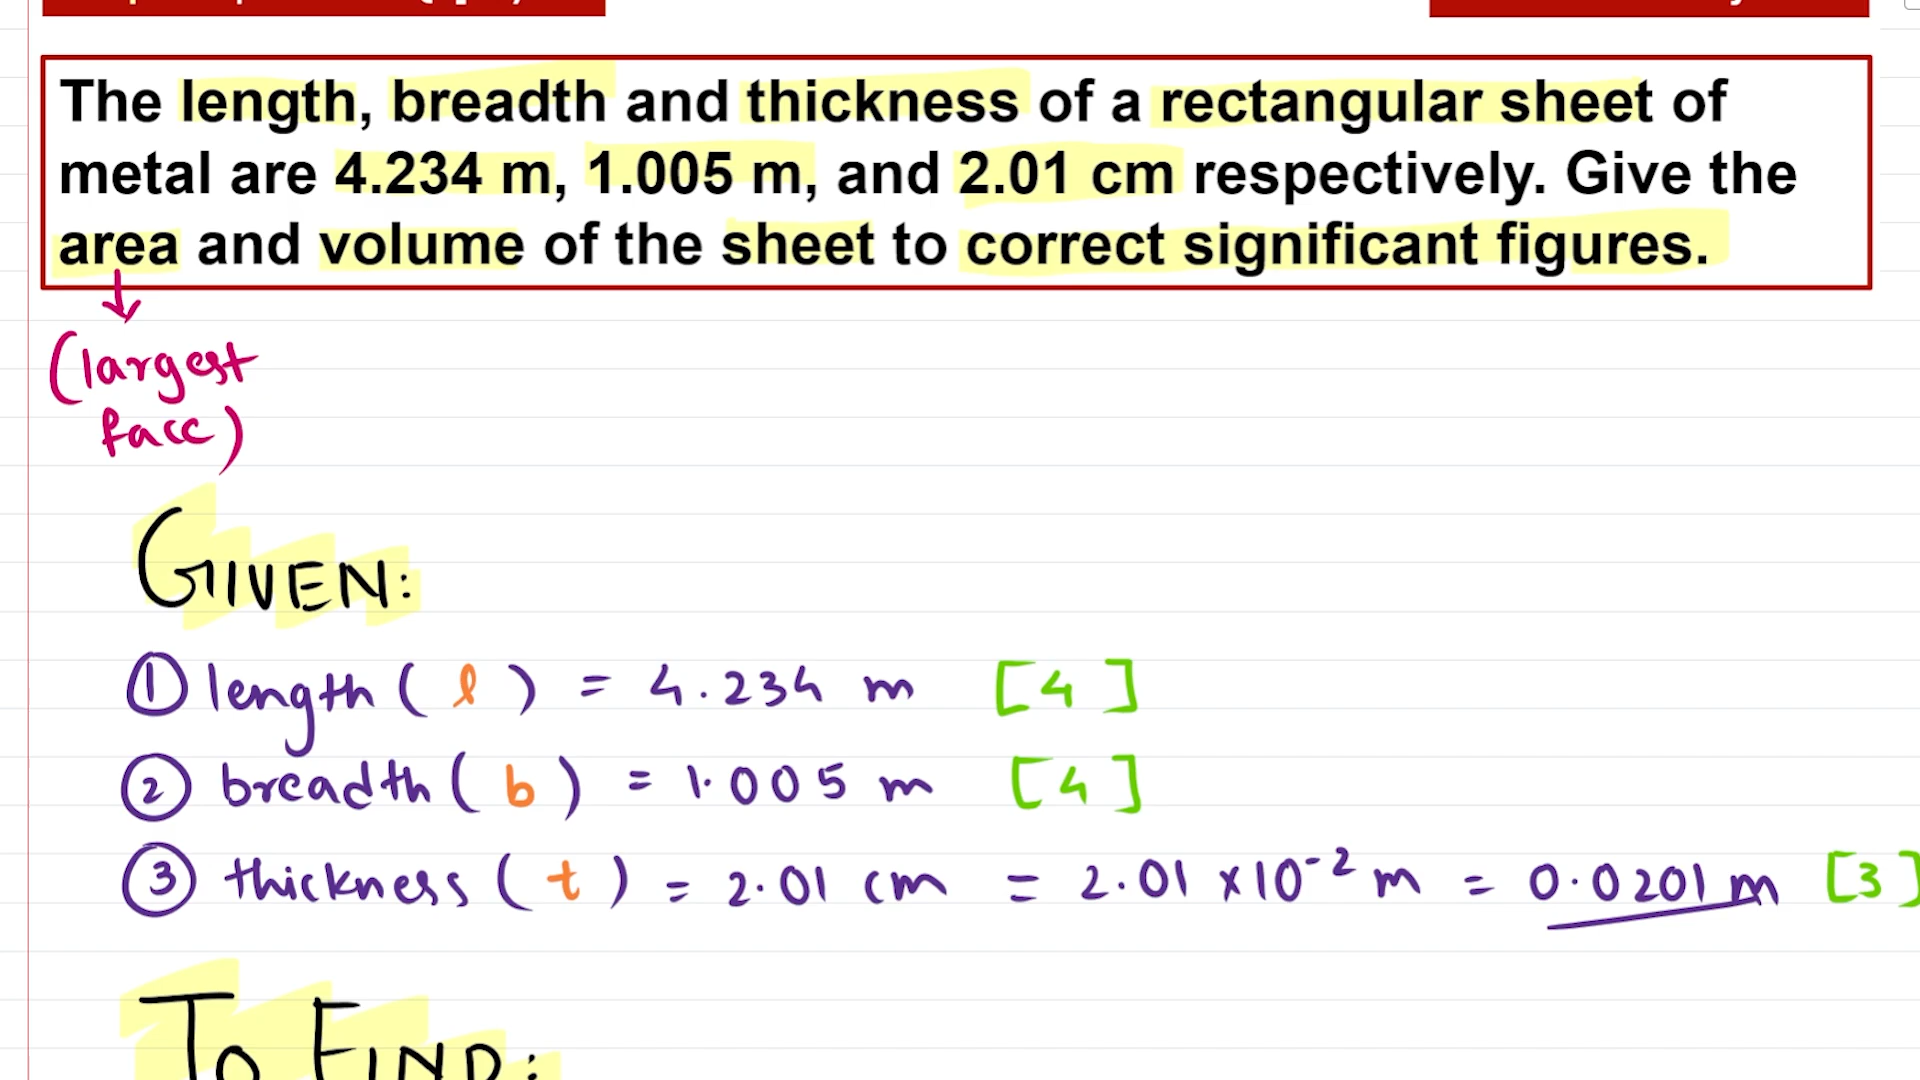 The length, breadth and thickness of a rectangular sheet of
metal are 4.234 m, 1.005 m, and 2.01 cm respectively. Give the
area and volume of the sheet to correct significant figures.
(largest
face)
GIVEN:
① length ( l ) = 4.234 m [4]
② breadth ( b ) = 1.005 m [4]
③ thickness ( t ) = 2.01 cm = 2.01 × 10⁻² m = 0.0201 m [3]
TO FIND: